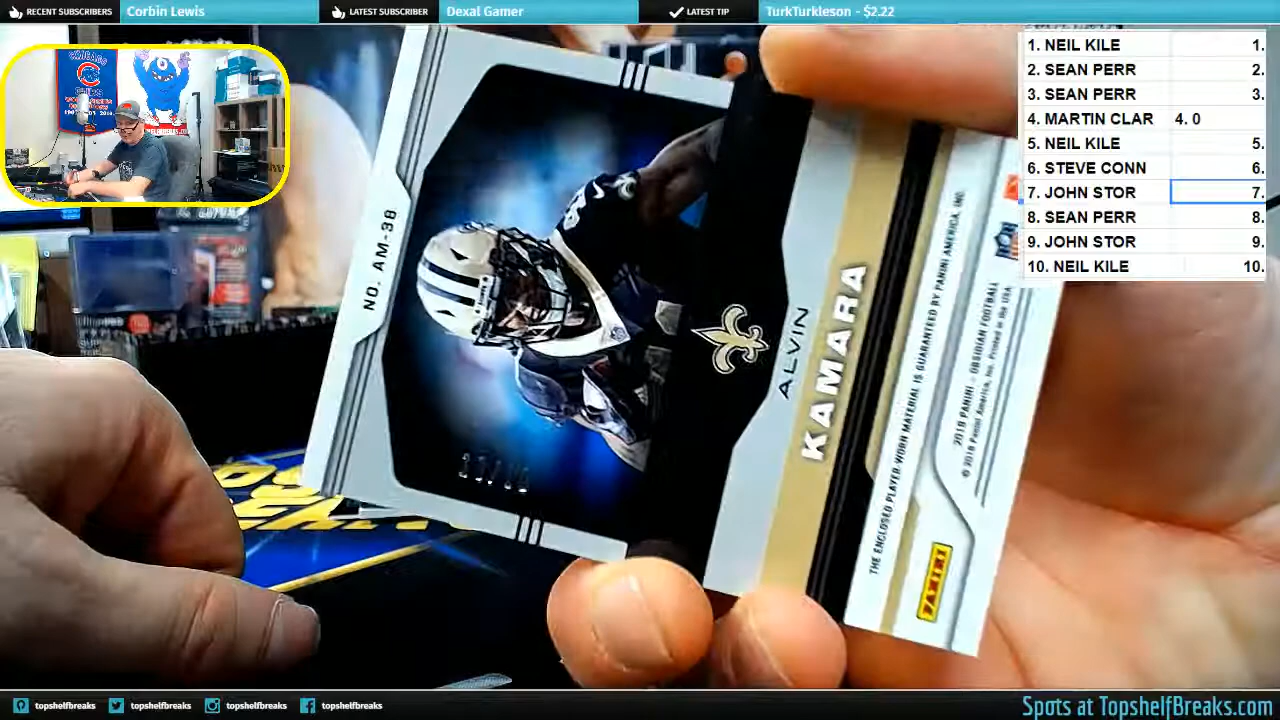 RECENT SUBSCRIBERS Corbin Lewis LATEST SUBSCRIBER Dexal Gamer LATEST TIP TurkTurkleson - $2.22
1. NEIL KILE 1.
2. SEAN PERR 2.
3. SEAN PERR 3.
4. MARTIN CLAR 4. 0
5. NEIL KILE 5.
6. STEVE CONN 6.
7. JOHN STOR 7.
8. SEAN PERR 8.
9. JOHN STOR 9.
10. NEIL KILE 10.
CHICAGO
NO. AM-38
ALVIN
KAMARA
THE ENCLOSED PLAYER-WORN MATERIAL IS GUARANTEED BY PANINI AMERICA, INC.
2018 PANINI - OBSIDIAN FOOTBALL
© 2018 Panini America, Inc. Printed in the USA
PANINI
topshelfbreaks topshelfbreaks topshelfbreaks topshelfbreaks
Spots at TopshelfBreaks.com